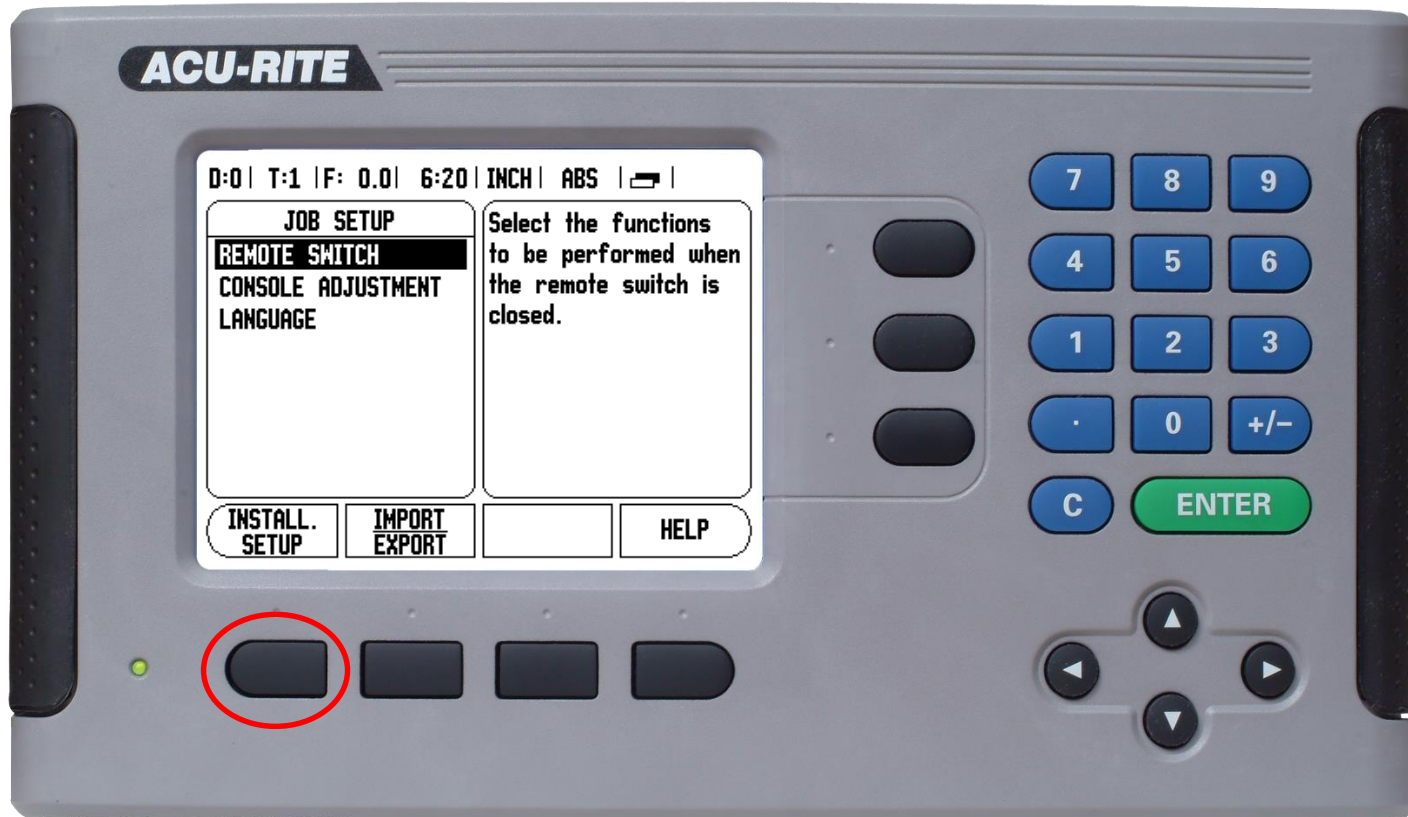 ACU-RITE
D:0 | T:1 | F: 0.0 | 6:20 | INCH | ABS | |
JOB SETUP
REMOTE SWITCH
CONSOLE ADJUSTMENT
LANGUAGE
Select the functions
to be performed when
the remote switch is
closed.
INSTALL.
SETUP
IMPORT
EXPORT
HELP
7 8 9
4 5 6
1 2 3
. 0 +/−
C ENTER